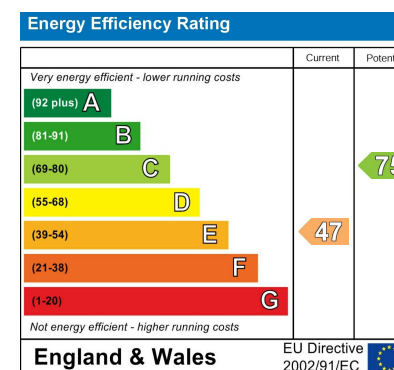 Energy Efficiency Rating
Current Potent
Very energy efficient - lower running costs
(92 plus) A
(81-91) B
(69-80) C
75
(55-68) D
(39-54) E
47
(21-38) F
(1-20) G
Not energy efficient - higher running costs
England & Wales
EU Directive
2002/91/EC